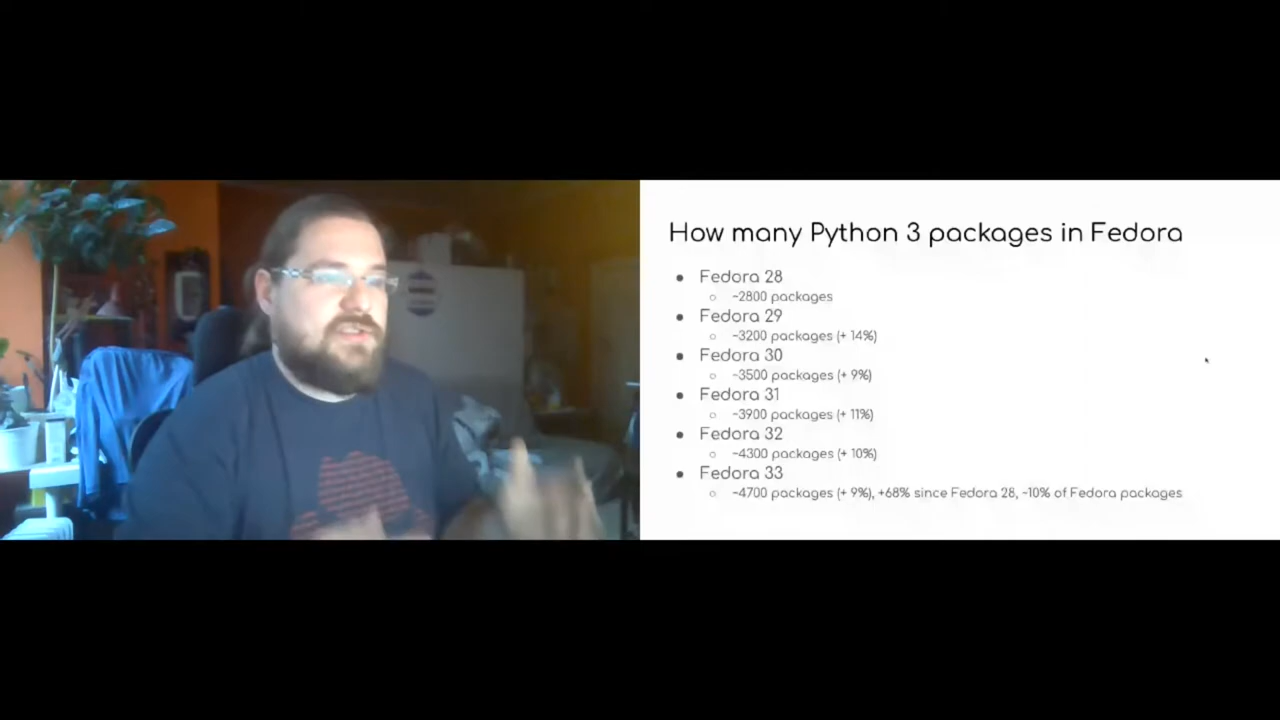 How many Python 3 packages in Fedora
● Fedora 28
○ ~2800 packages
● Fedora 29
○ ~3200 packages (+ 14%)
● Fedora 30
○ ~3500 packages (+ 9%)
● Fedora 31
○ ~3900 packages (+ 11%)
● Fedora 32
○ ~4300 packages (+ 10%)
● Fedora 33
○ ~4700 packages (+ 9%), +68% since Fedora 28, ~10% of Fedora packages